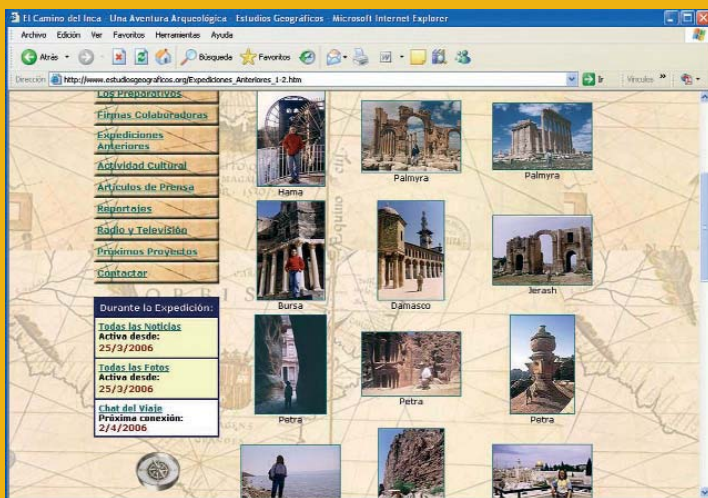 El Camino del Inca - Una Aventura Arqueológica - Estudios Geográficos - Microsoft Internet Explorer
Archivo Edición Ver Favoritos Herramientas Ayuda
Atrás Búsqueda Favoritos
Dirección http://www.estudiosgeograficos.org/Expediciones_Anteriores_1-2.htm Ir Vínculos »
Los Preparativos
Firmas Colaboradoras
Expediciones
Anteriores
Actividad Cultural
Artículos de Prensa
Reportajes
Radio y Televisión
Próximos Proyectos
Contactar
Durante la Expedición:
Todas las Noticias
Activa desde:
25/3/2006
Todas las Fotos
Activa desde:
25/3/2006
Chat del Viaje
Próxima conexión:
2/4/2006
Hama
Palmyra
Palmyra
Bursa
Damasco
Jerash
Petra
Petra
Petra